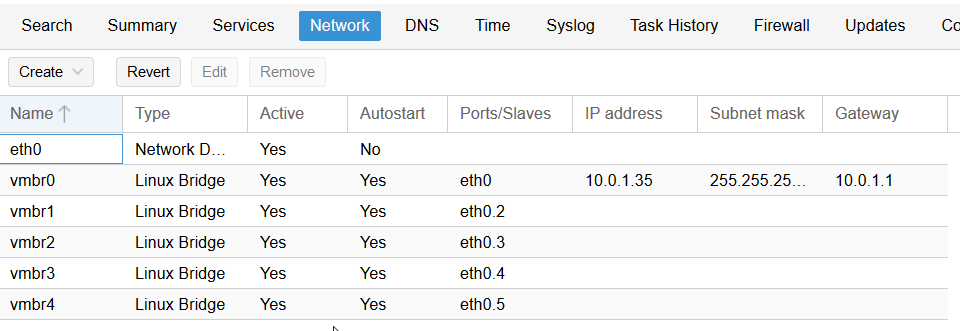 Search Summary Services Network DNS Time Syslog Task History Firewall Updates Co
Create Revert Edit Remove
Name Type Active Autostart Ports/Slaves IP address Subnet mask Gateway
eth0 Network D... Yes No
vmbr0 Linux Bridge Yes Yes eth0 10.0.1.35 255.255.25... 10.0.1.1
vmbr1 Linux Bridge Yes Yes eth0.2
vmbr2 Linux Bridge Yes Yes eth0.3
vmbr3 Linux Bridge Yes Yes eth0.4
vmbr4 Linux Bridge Yes Yes eth0.5